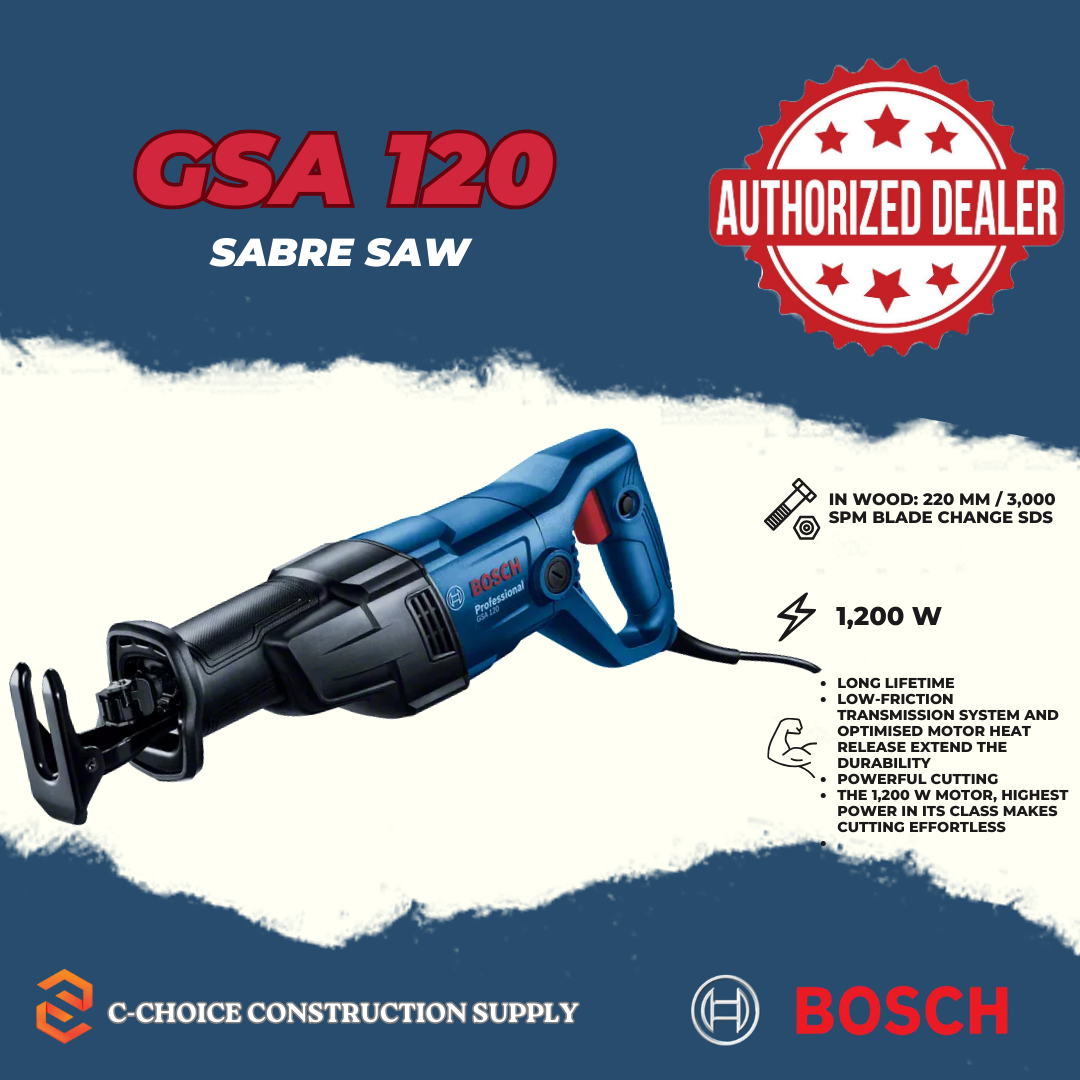 GSA 120
SABRE SAW
AUTHORIZED DEALER
BOSCH
Professional
GSA 120
IN WOOD: 220 MM / 3,000
SPM BLADE CHANGE SDS
1,200 W
• LONG LIFETIME
• LOW-FRICTION
TRANSMISSION SYSTEM AND
OPTIMISED MOTOR HEAT
RELEASE EXTEND THE
DURABILITY
• POWERFUL CUTTING
• THE 1,200 W MOTOR, HIGHEST
POWER IN ITS CLASS MAKES
CUTTING EFFORTLESS
•
C-CHOICE CONSTRUCTION SUPPLY
BOSCH